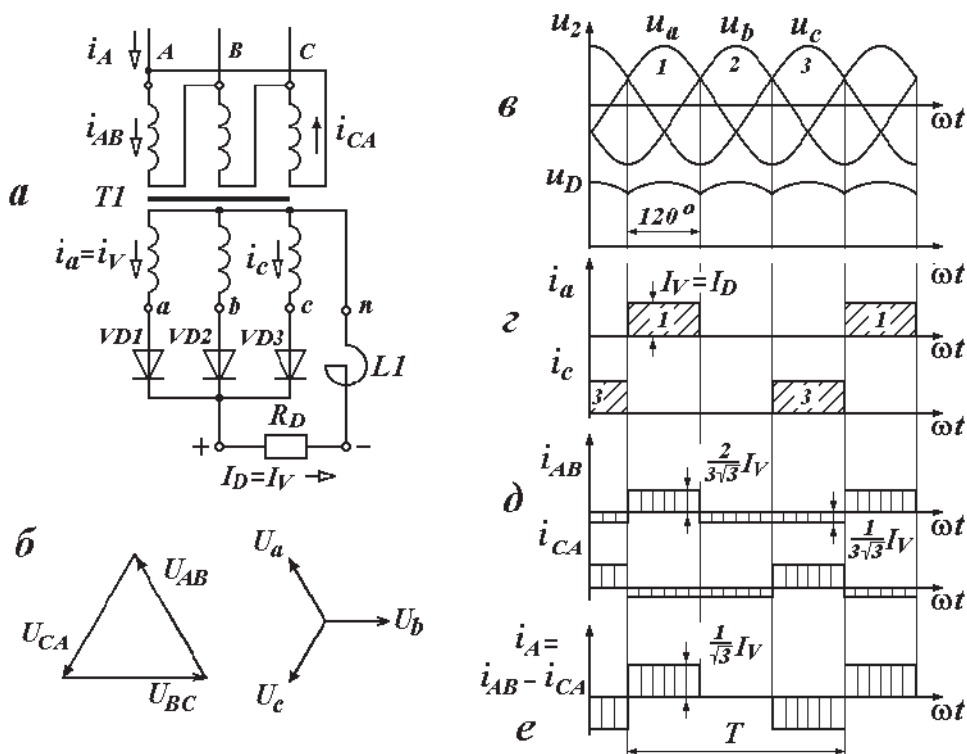 а
i_A
A
B
C
i_AB
i_CA
T1
i_a=i_V
i_c
a
b
c
n
VD1
VD2
VD3
L1
R_D
+
−
I_D=I_V
б
U_AB
U_CA
U_BC
U_a
U_b
U_c
в
u_2
u_a
u_b
u_c
1
2
3
ωt
u_D
120°
ωt
г
i_a
I_V=I_D
1
1
ωt
i_c
3
3
ωt
д
i_AB
2/(3√3) I_V
ωt
i_CA
1/(3√3) I_V
ωt
е
i_A=
i_AB − i_CA
1/√3 I_V
ωt
T